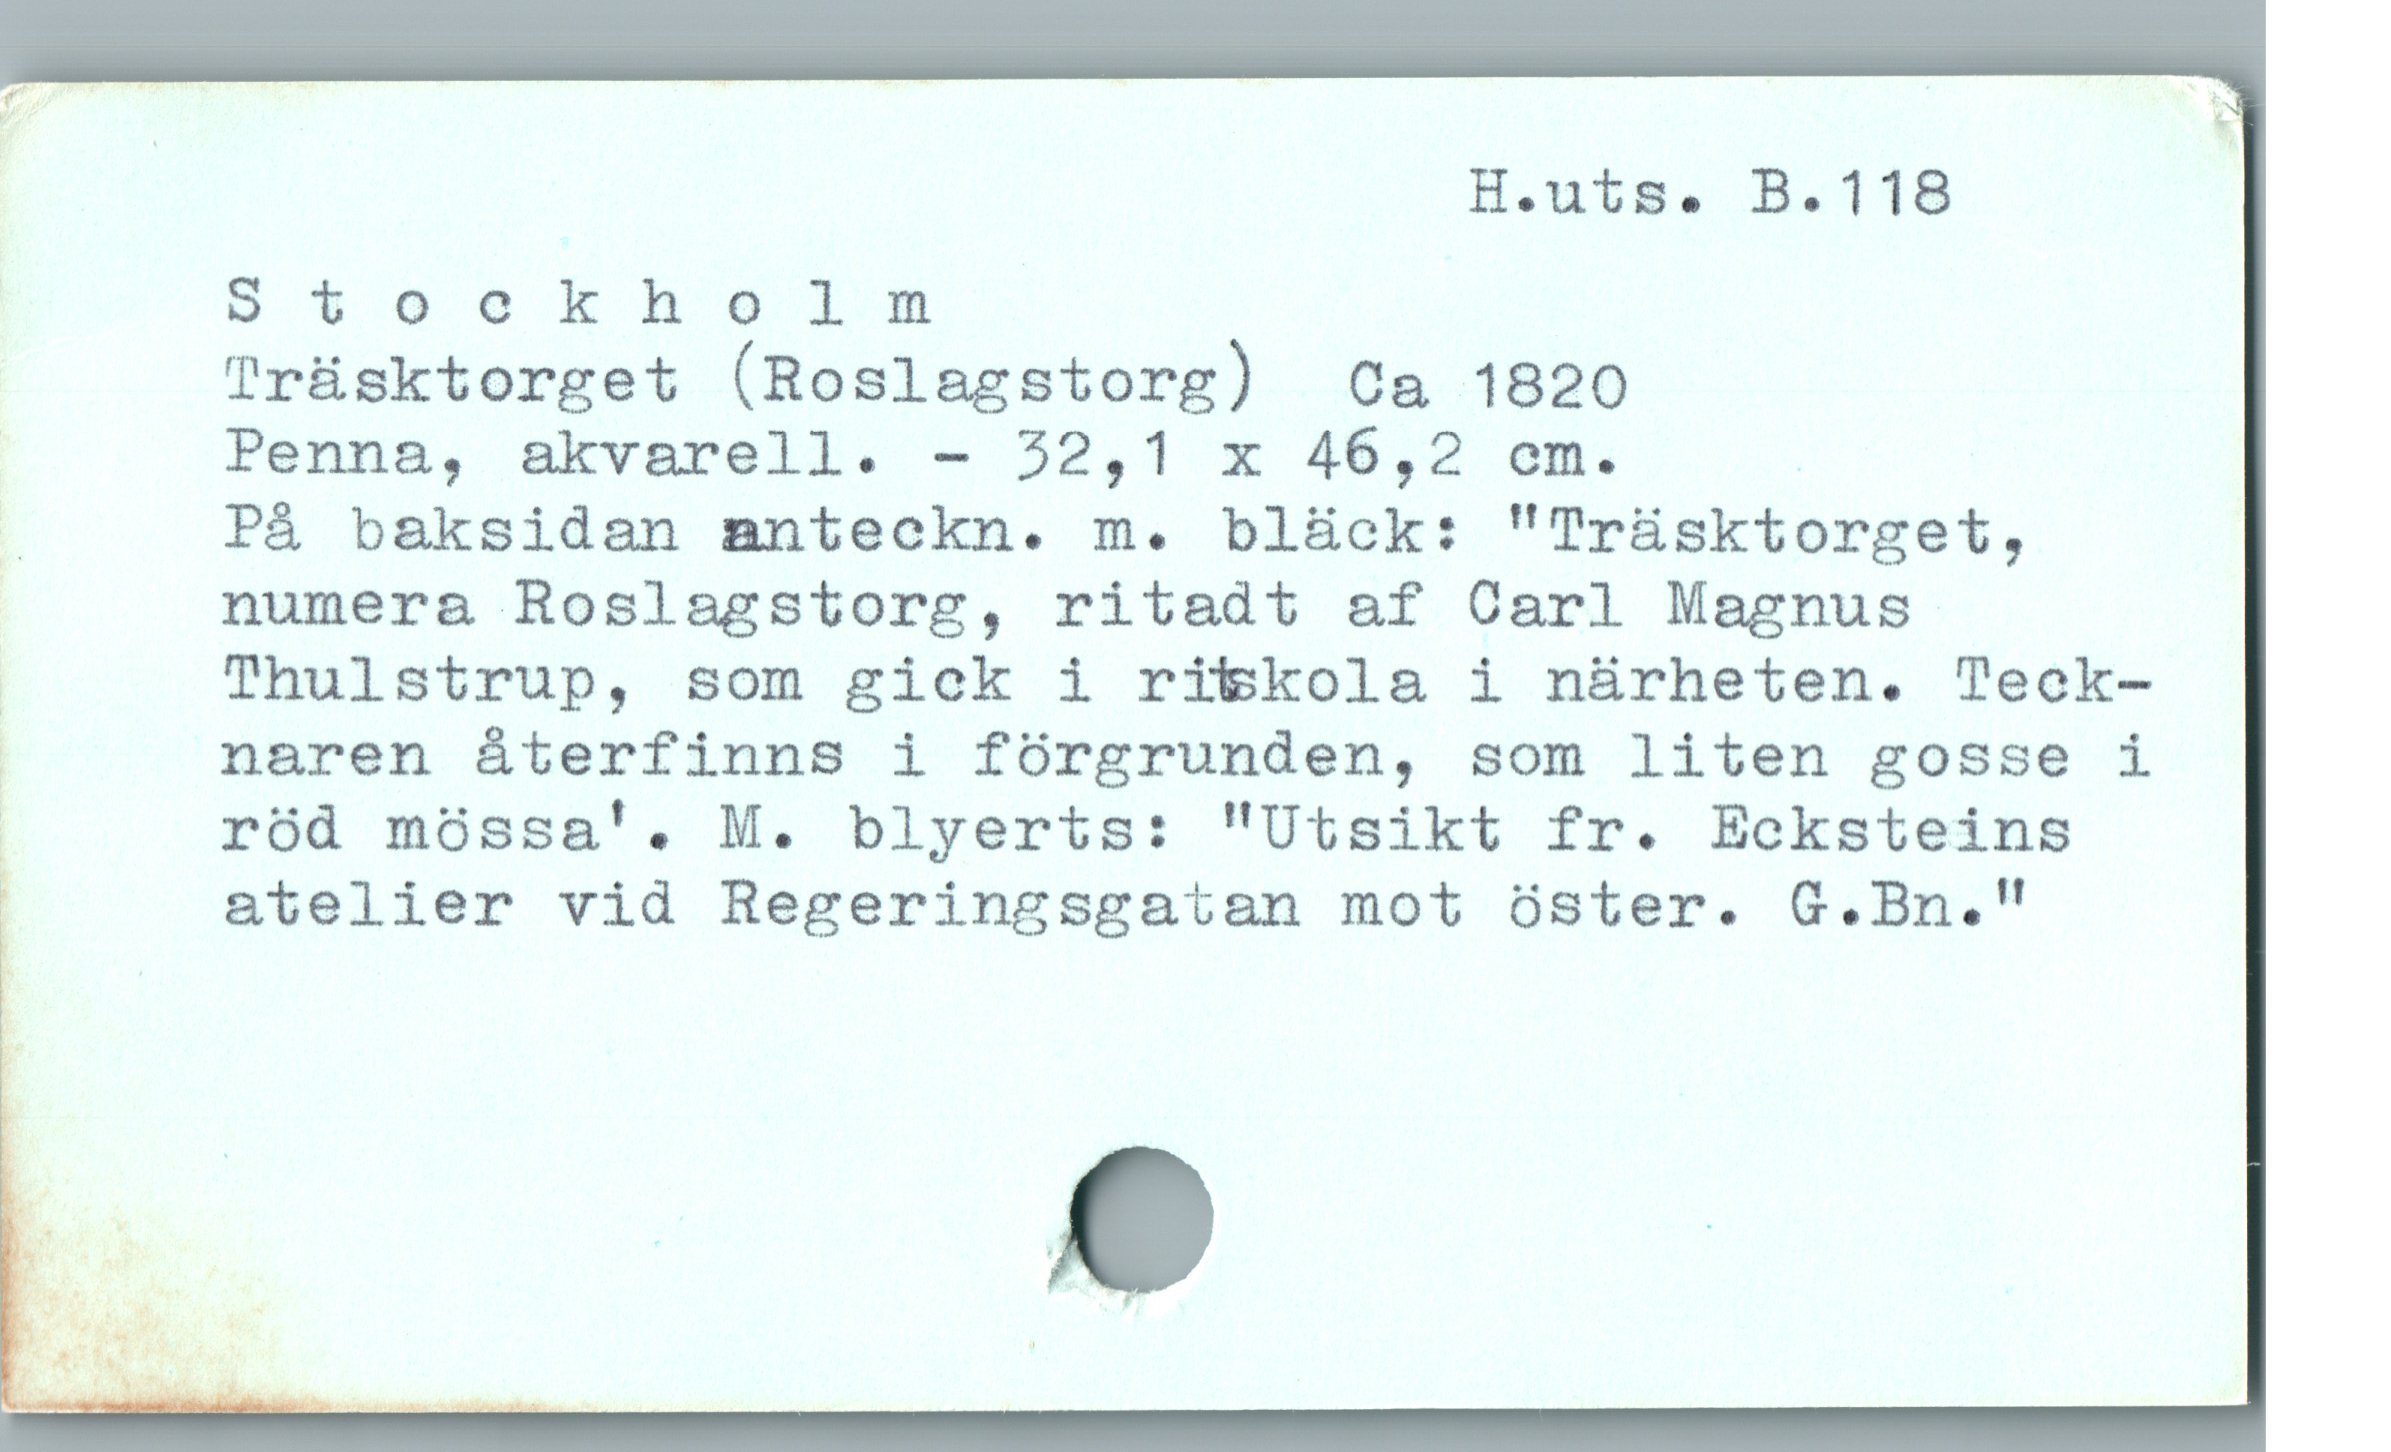 H.uts. B.118
S t o c k h o l m
Träsktorget (Roslagstorg) Ca 1820
Penna, akvarell. - 32,1 x 46,2 cm.
På baksidan anteckn. m. bläck: "Träsktorget,
numera Roslagstorg, ritadt af Carl Magnus
Thulstrup, som gick i ritskola i närheten. Teck-
naren återfinns i förgrunden, som liten gosse i
röd mössa'. M. blyerts: "Utsikt fr. Ecksteins
atelier vid Regeringsgatan mot öster. G.Bn."